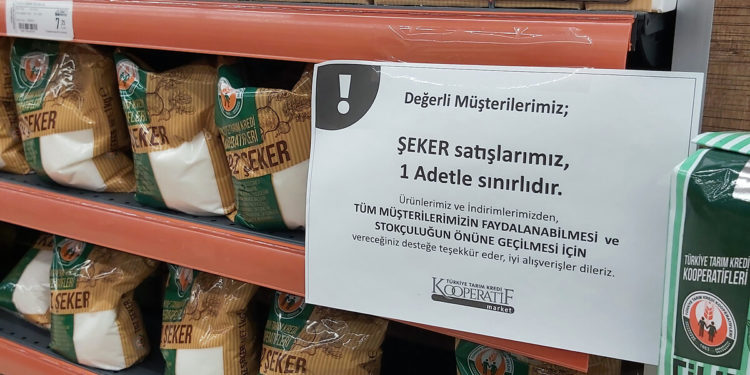 !
Değerli Müşterilerimiz;
ŞEKER satışlarımız,
1 Adetle sınırlıdır.
Ürünlerimiz ve İndirimlerimizden,
TÜM MÜŞTERİLERİMİZİN FAYDALANABİLMESİ ve
STOKÇULUĞUN ÖNÜNE GEÇİLMESİ İÇİN
vereceğiniz desteğe teşekkür eder, iyi alışverişler dileriz.
TÜRKİYE TARIM KREDİ
KOOPERATİF
market
7
ŞEKER
ŞEKER
ŞEKER
ŞEKER
TÜRKİYE TARIM KREDİ
KOOPERATİFLERİ